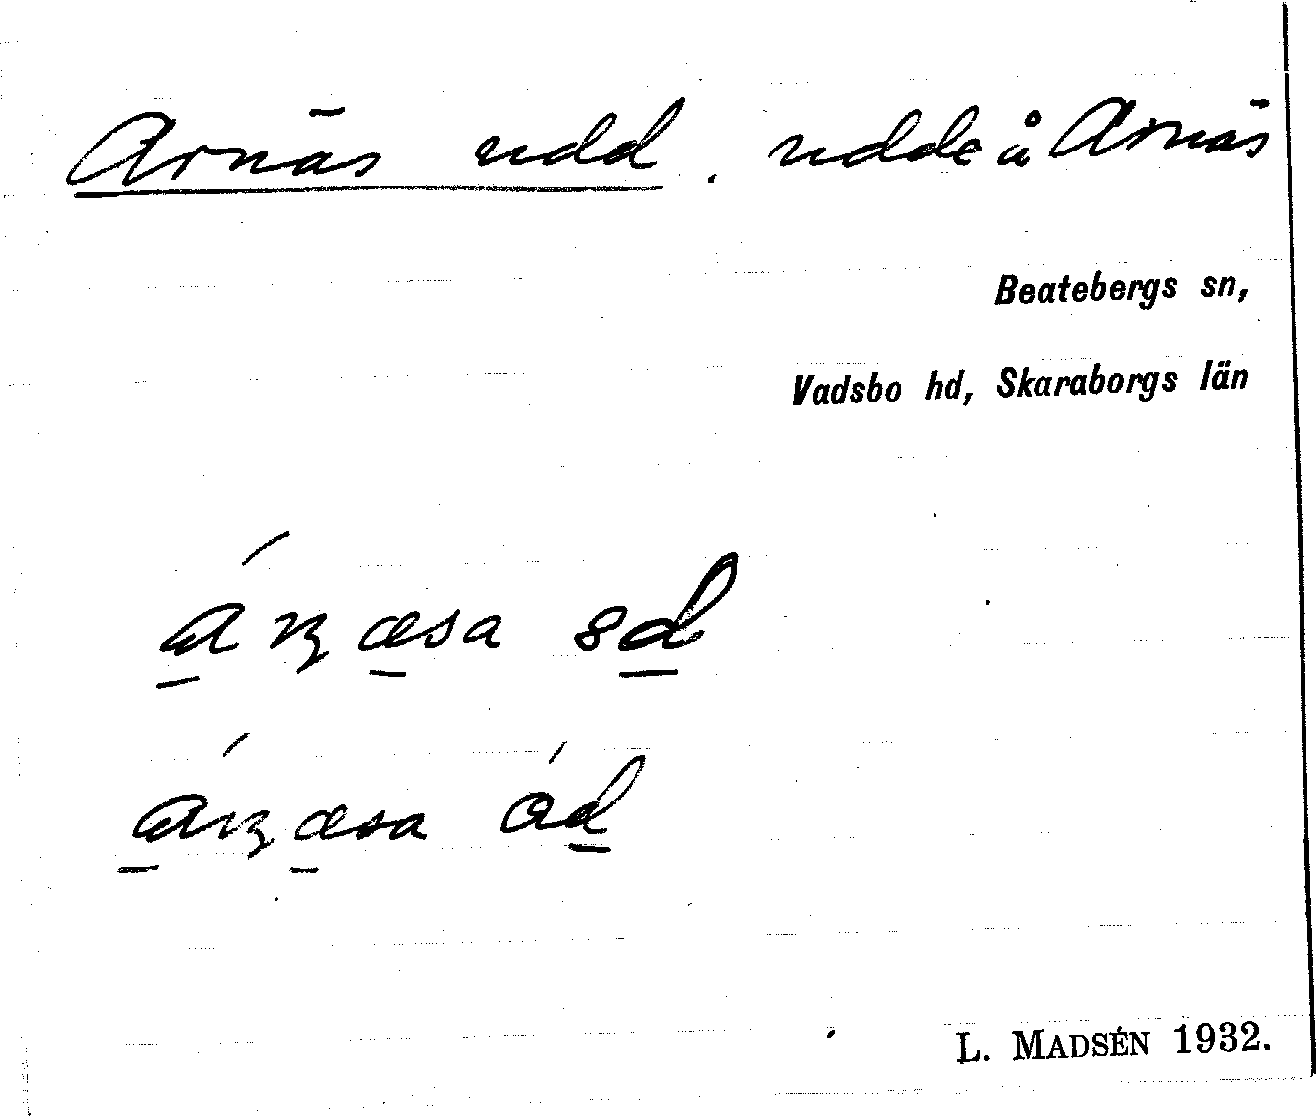 Arnäs udd. udde å Arnäs
Beatebergs sn,
Vadsbo hd, Skaraborgs län
L. MADSÉN 1932.